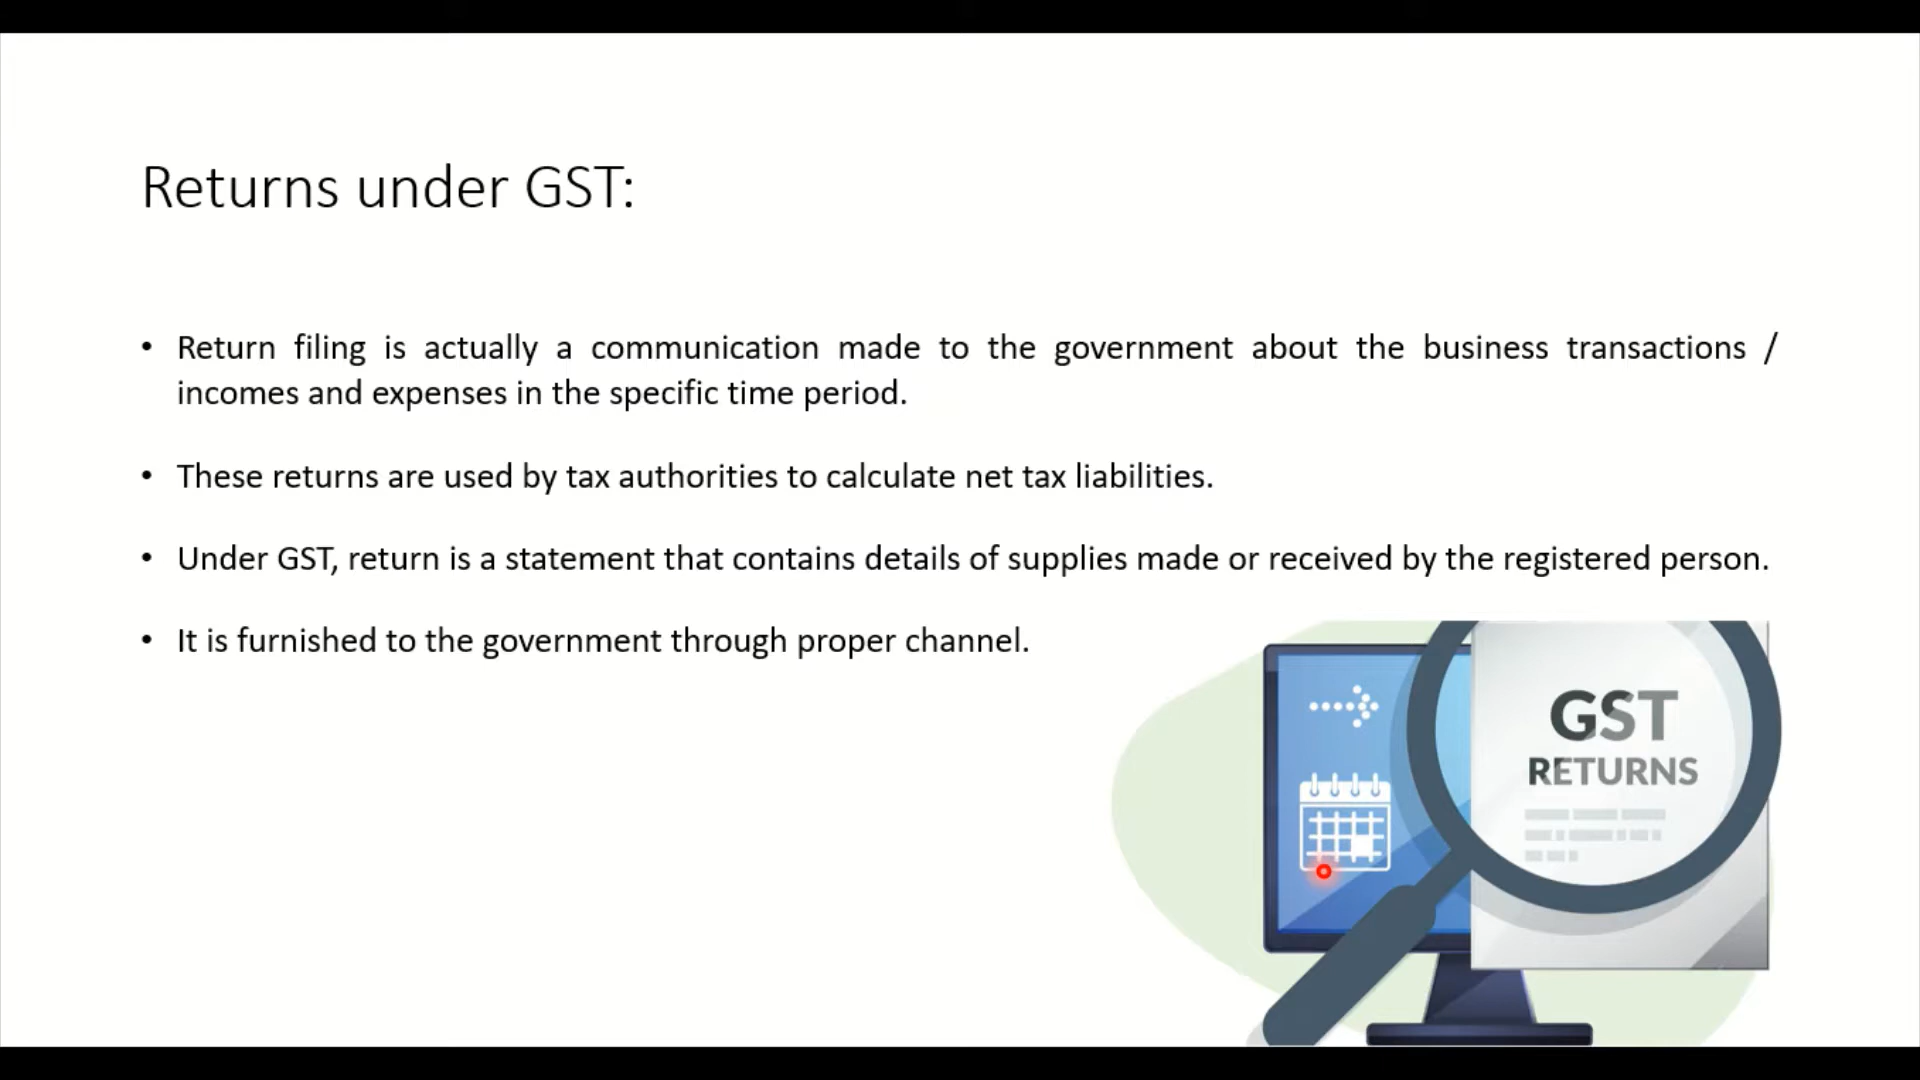 Returns under GST:
• Return filing is actually a communication made to the government about the business transactions /
incomes and expenses in the specific time period.
• These returns are used by tax authorities to calculate net tax liabilities.
• Under GST, return is a statement that contains details of supplies made or received by the registered person.
• It is furnished to the government through proper channel.
GST
RETURNS